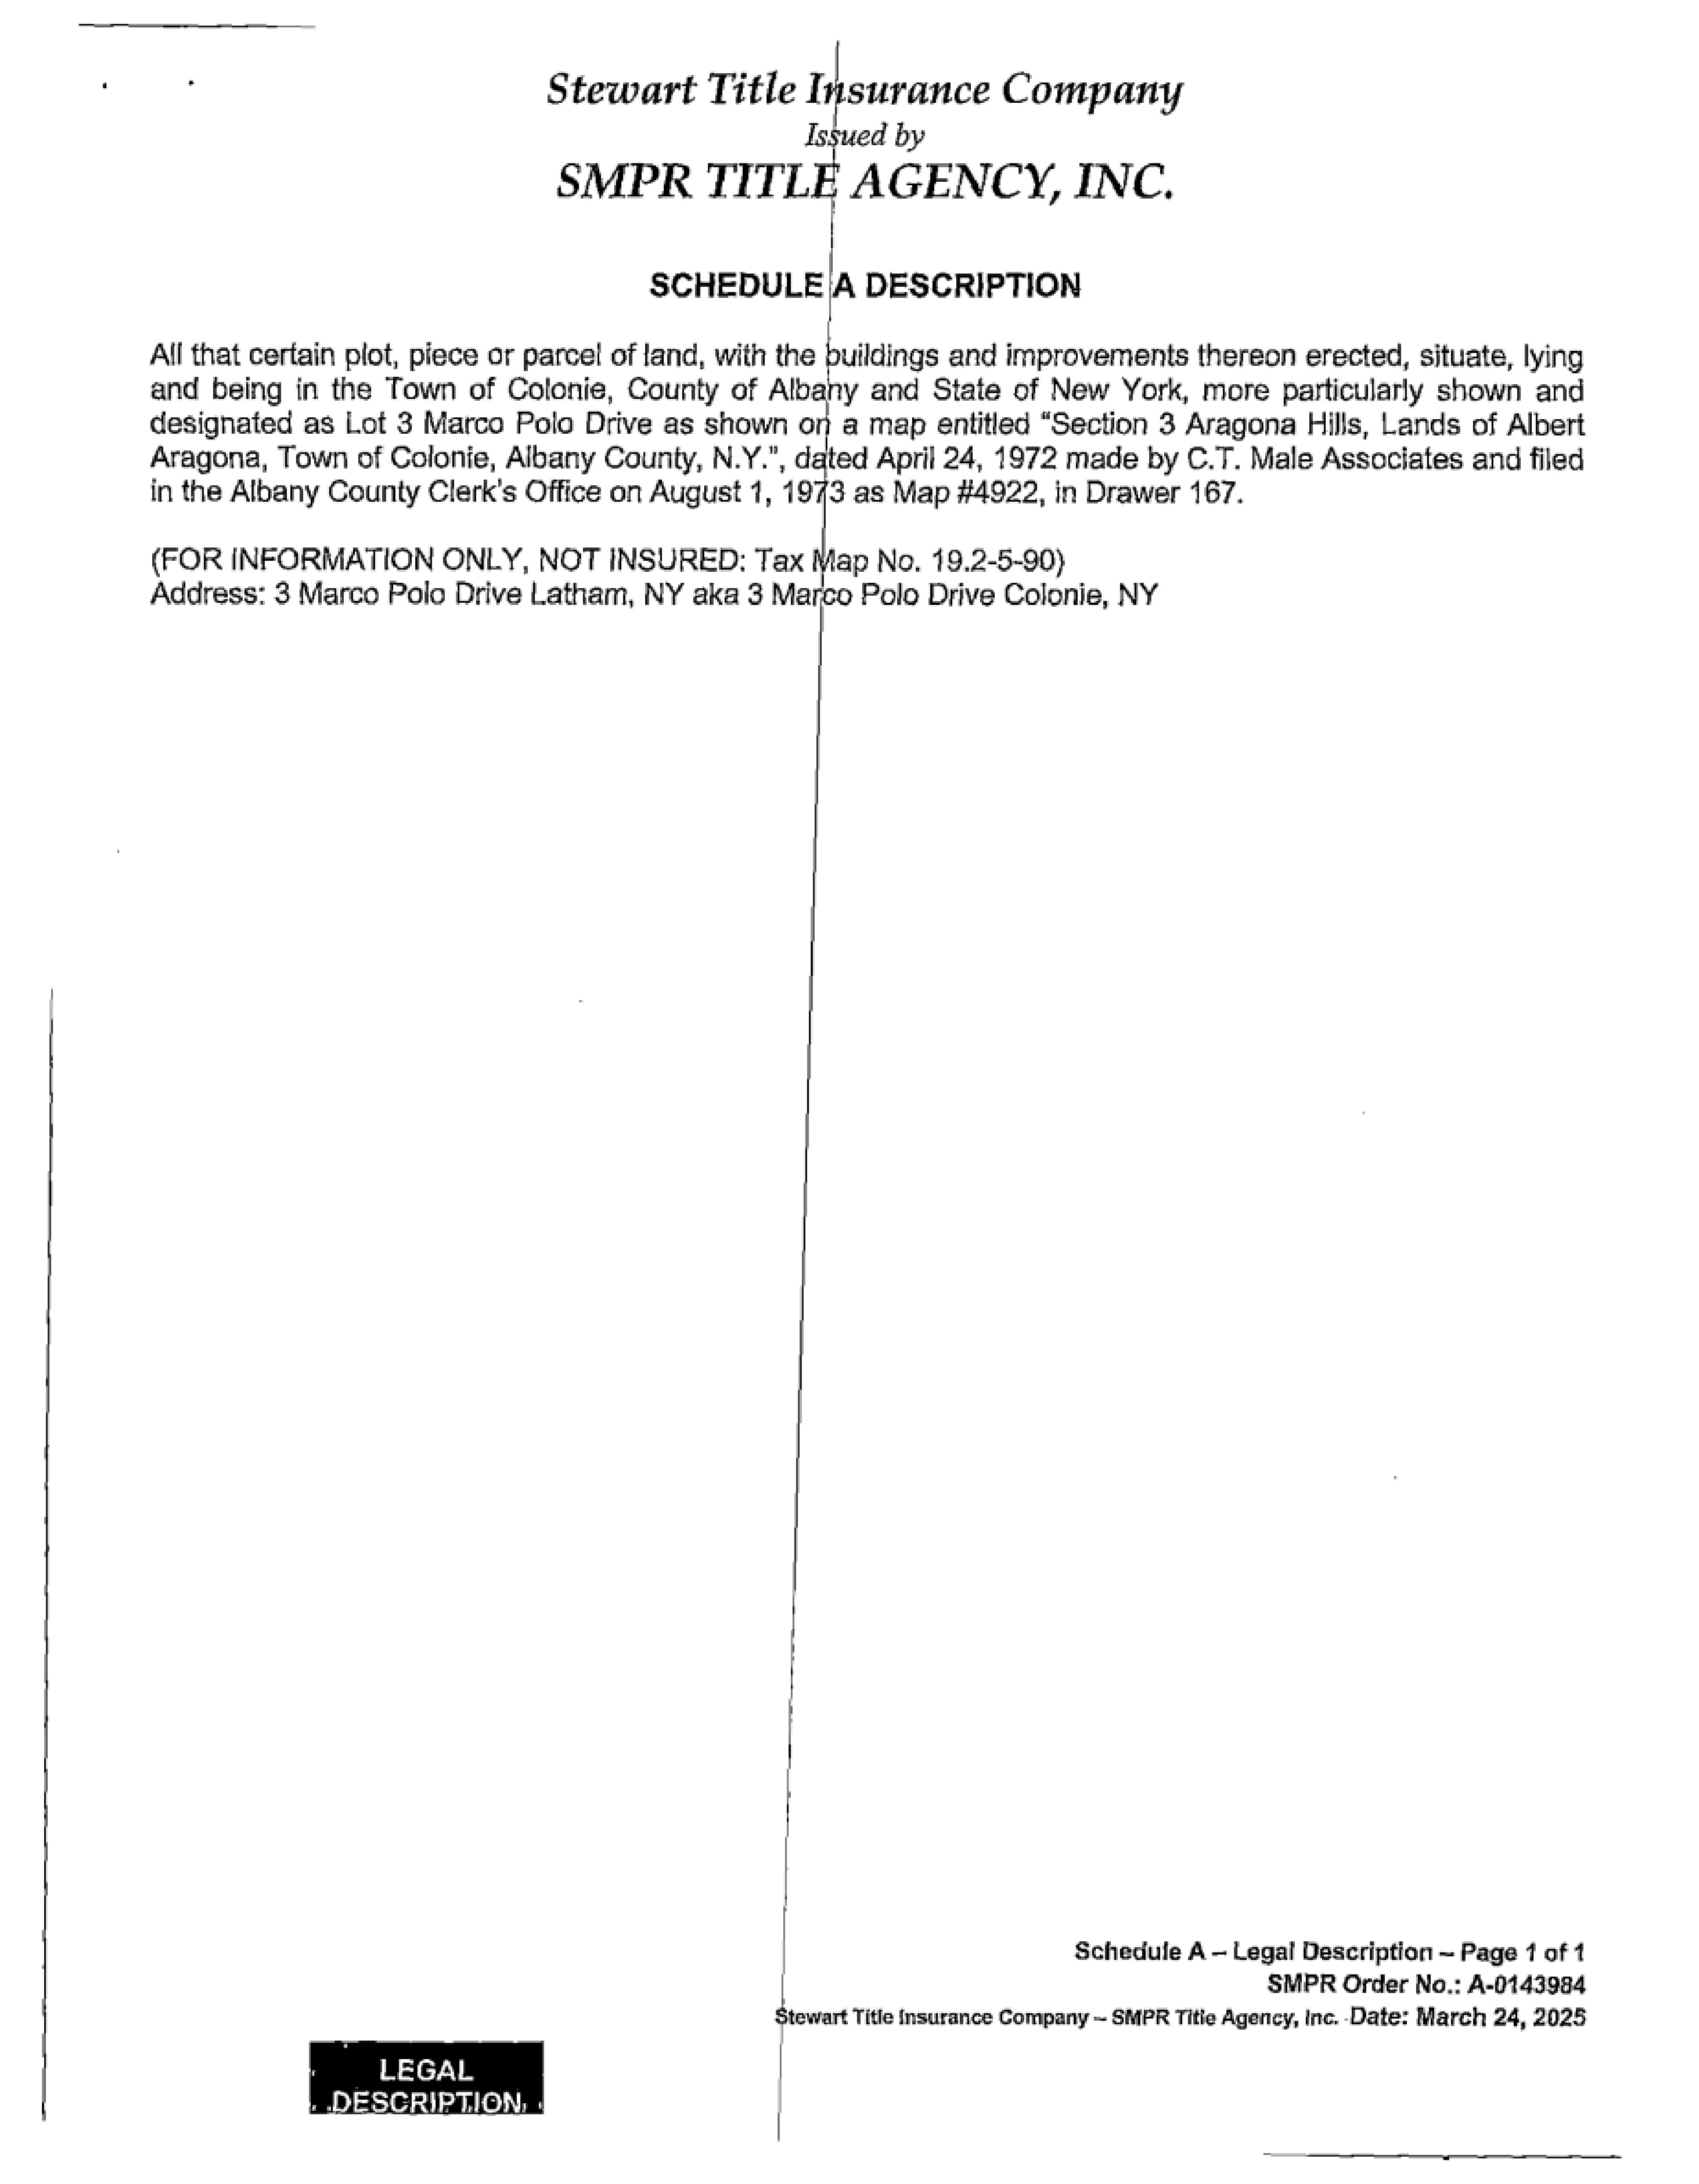 Stewart Title Insurance Company
Issued by
SMPR TITLE AGENCY, INC.
SCHEDULE A DESCRIPTION
All that certain plot, piece or parcel of land, with the buildings and improvements thereon erected, situate, lying
and being in the Town of Colonie, County of Albany and State of New York, more particularly shown and
designated as Lot 3 Marco Polo Drive as shown on a map entitled “Section 3 Aragona Hills, Lands of Albert
Aragona, Town of Colonie, Albany County, N.Y.”, dated April 24, 1972 made by C.T. Male Associates and filed
in the Albany County Clerk's Office on August 1, 1973 as Map #4922, in Drawer 167.
(FOR INFORMATION ONLY, NOT INSURED: Tax Map No. 19.2-5-90)
Address: 3 Marco Polo Drive Latham, NY aka 3 Marco Polo Drive Colonie, NY
Schedule A – Legal Description – Page 1 of 1
SMPR Order No.: A-0143984
Stewart Title Insurance Company – SMPR Title Agency, Inc. Date: March 24, 2025
LEGAL
DESCRIPTION